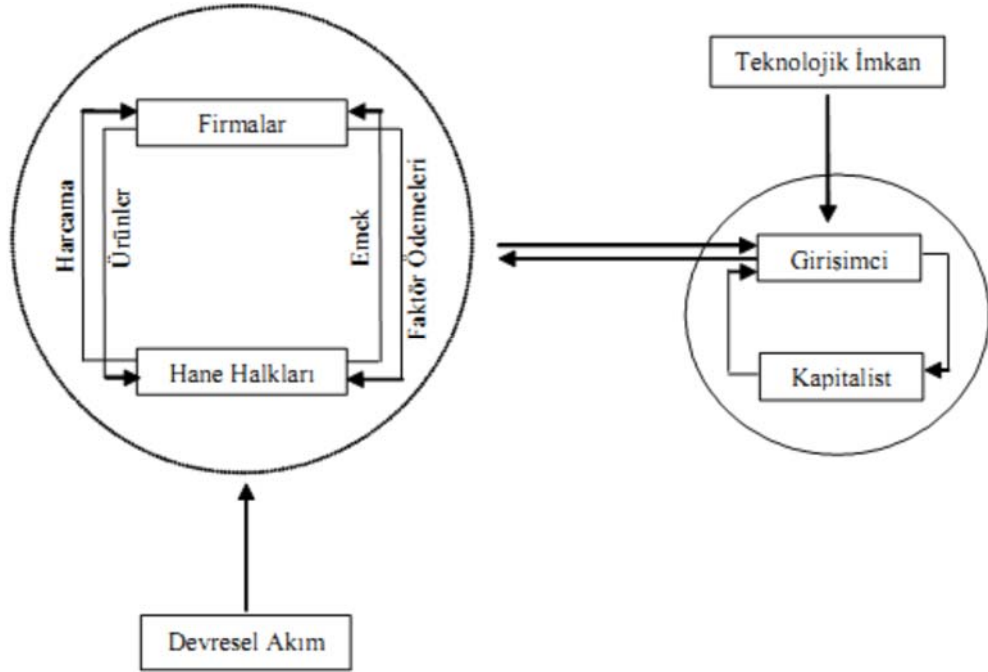 Teknolojik İmkan
Firmalar
Harcama
Ürünler
Emek
Faktör Ödemeleri
Girişimci
Hane Halkları
Kapitalist
Devresel Akım